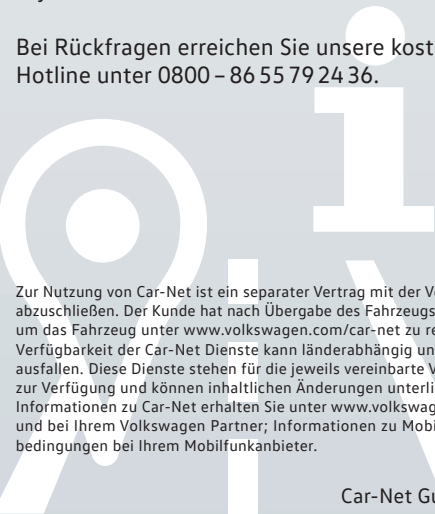 Bei Rückfragen erreichen Sie unsere kost
Hotline unter 0800 – 86 55 79 24 36.
Zur Nutzung von Car-Net ist ein separater Vertrag mit der Vo
abzuschließen. Der Kunde hat nach Übergabe des Fahrzeugs
um das Fahrzeug unter www.volkswagen.com/car-net zu re
Verfügbarkeit der Car-Net Dienste kann länderabhängig un
ausfallen. Diese Dienste stehen für die jeweils vereinbarte V
zur Verfügung und können inhaltlichen Änderungen unterli
Informationen zu Car-Net erhalten Sie unter www.volkswag
und bei Ihrem Volkswagen Partner; Informationen zu Mobi
bedingungen bei Ihrem Mobilfunkanbieter.
Car-Net Gu